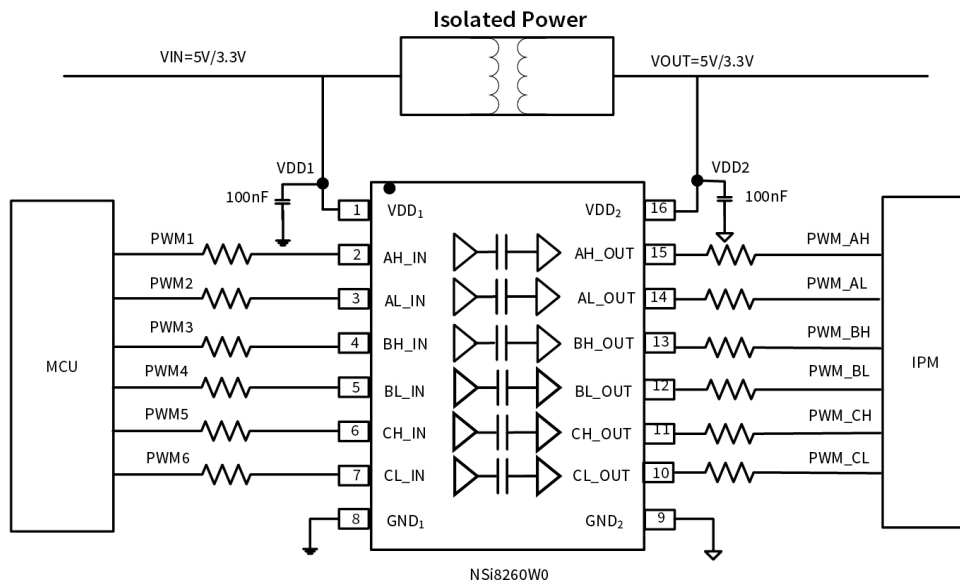 Isolated Power
VIN=5V/3.3V
VOUT=5V/3.3V
VDD1
VDD2
100nF
100nF
1
VDD₁
VDD₂
16
PWM1
2
AH_IN
AH_OUT
15
PWM_AH
PWM2
3
AL_IN
AL_OUT
14
PWM_AL
PWM3
4
BH_IN
BH_OUT
13
PWM_BH
MCU
IPM
PWM4
5
BL_IN
BL_OUT
12
PWM_BL
PWM5
6
CH_IN
CH_OUT
11
PWM_CH
PWM6
7
CL_IN
CL_OUT
10
PWM_CL
8
GND₁
GND₂
9
NSi8260W0